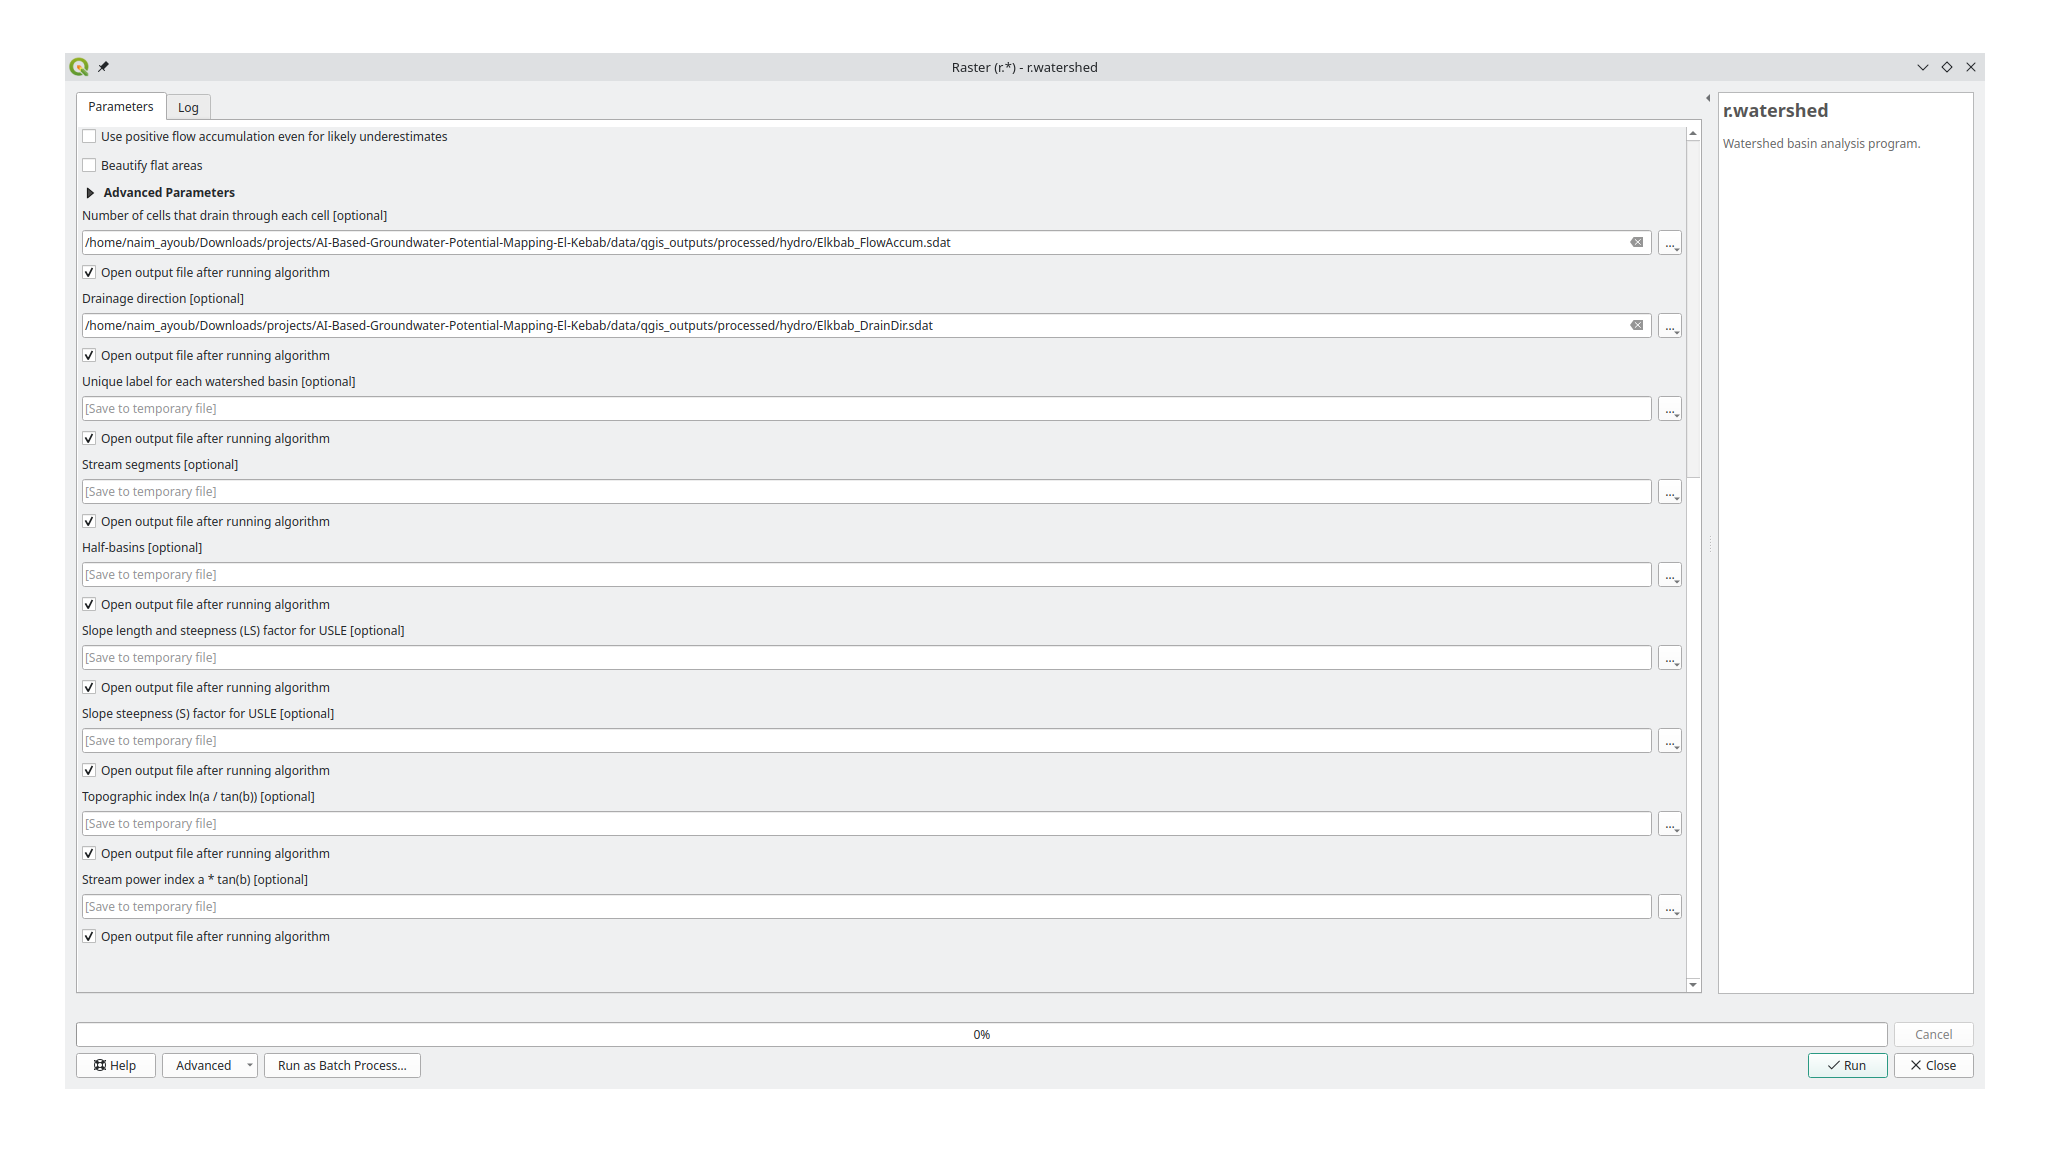 Raster (r.*) - r.watershed
Parameters
Log
Use positive flow accumulation even for likely underestimates
Beautify flat areas
Advanced Parameters
Number of cells that drain through each cell [optional]
/home/naim_ayoub/Downloads/projects/AI-Based-Groundwater-Potential-Mapping-El-Kebab/data/qgis_outputs/processed/hydro/Elkbab_FlowAccum.sdat
...
Open output file after running algorithm
Drainage direction [optional]
/home/naim_ayoub/Downloads/projects/AI-Based-Groundwater-Potential-Mapping-El-Kebab/data/qgis_outputs/processed/hydro/Elkbab_DrainDir.sdat
...
Open output file after running algorithm
Unique label for each watershed basin [optional]
[Save to temporary file]
...
Open output file after running algorithm
Stream segments [optional]
[Save to temporary file]
...
Open output file after running algorithm
Half-basins [optional]
[Save to temporary file]
...
Open output file after running algorithm
Slope length and steepness (LS) factor for USLE [optional]
[Save to temporary file]
...
Open output file after running algorithm
Slope steepness (S) factor for USLE [optional]
[Save to temporary file]
...
Open output file after running algorithm
Topographic index ln(a / tan(b)) [optional]
[Save to temporary file]
...
Open output file after running algorithm
Stream power index a * tan(b) [optional]
[Save to temporary file]
...
Open output file after running algorithm
r.watershed
Watershed basin analysis program.
0%
Cancel
Help
Advanced
Run as Batch Process...
Run
Close